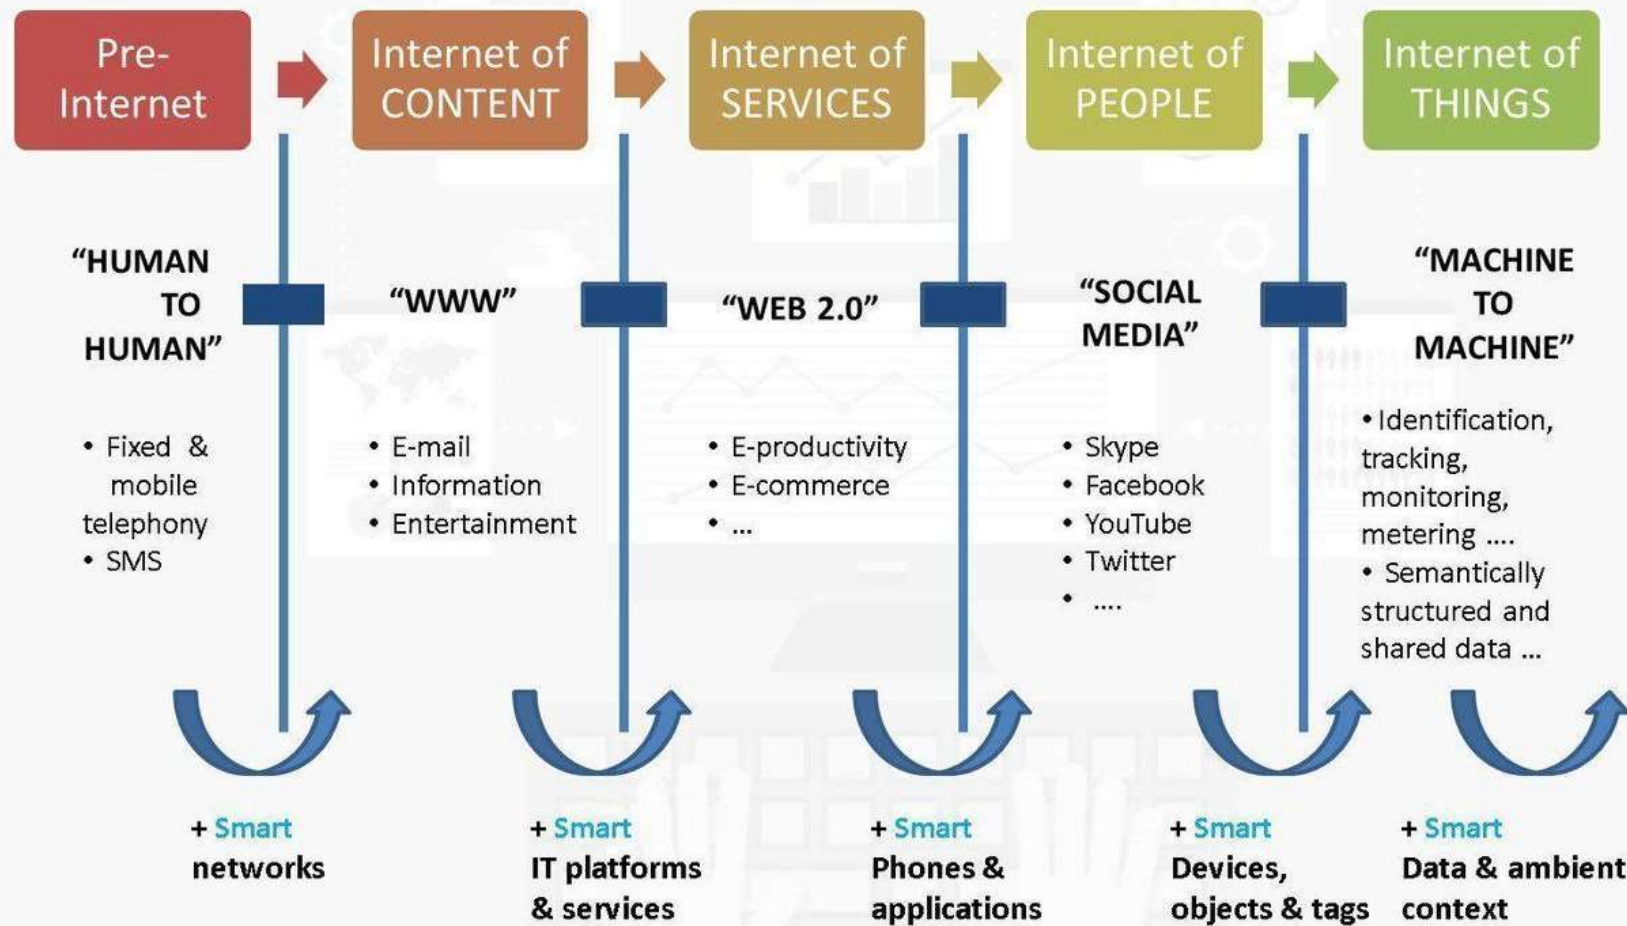 Pre-
Internet
Internet of
CONTENT
Internet of
SERVICES
Internet of
PEOPLE
Internet of
THINGS
“HUMAN
TO
HUMAN”
• Fixed &
mobile
telephony
• SMS
“WWW”
• E-mail
• Information
• Entertainment
“WEB 2.0”
• E-productivity
• E-commerce
• ...
“SOCIAL
MEDIA”
• Skype
• Facebook
• YouTube
• Twitter
• ....
“MACHINE
TO
MACHINE”
• Identification,
tracking,
monitoring,
metering ....
• Semantically
structured and
shared data ...
+ Smart
networks
+ Smart
IT platforms
& services
+ Smart
Phones &
applications
+ Smart
Devices,
objects & tags
+ Smart
Data & ambient
context